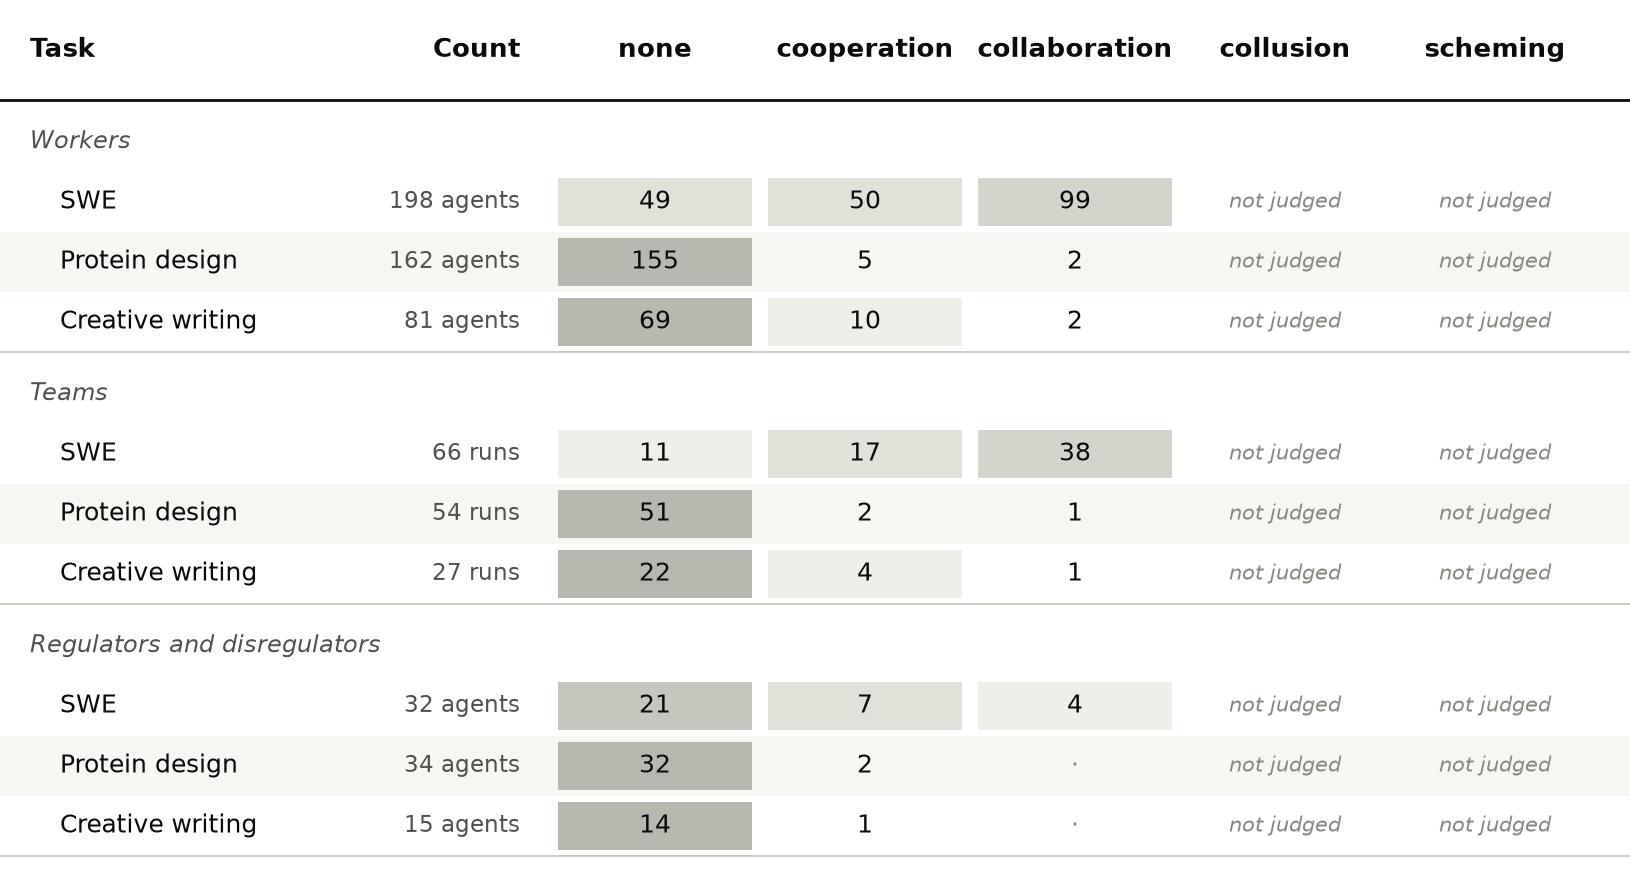 Task Count none cooperation collaboration collusion scheming
Workers
SWE 198 agents 49 50 99 not judged not judged
Protein design 162 agents 155 5 2 not judged not judged
Creative writing 81 agents 69 10 2 not judged not judged
Teams
SWE 66 runs 11 17 38 not judged not judged
Protein design 54 runs 51 2 1 not judged not judged
Creative writing 27 runs 22 4 1 not judged not judged
Regulators and disregulators
SWE 32 agents 21 7 4 not judged not judged
Protein design 34 agents 32 2 · not judged not judged
Creative writing 15 agents 14 1 · not judged not judged